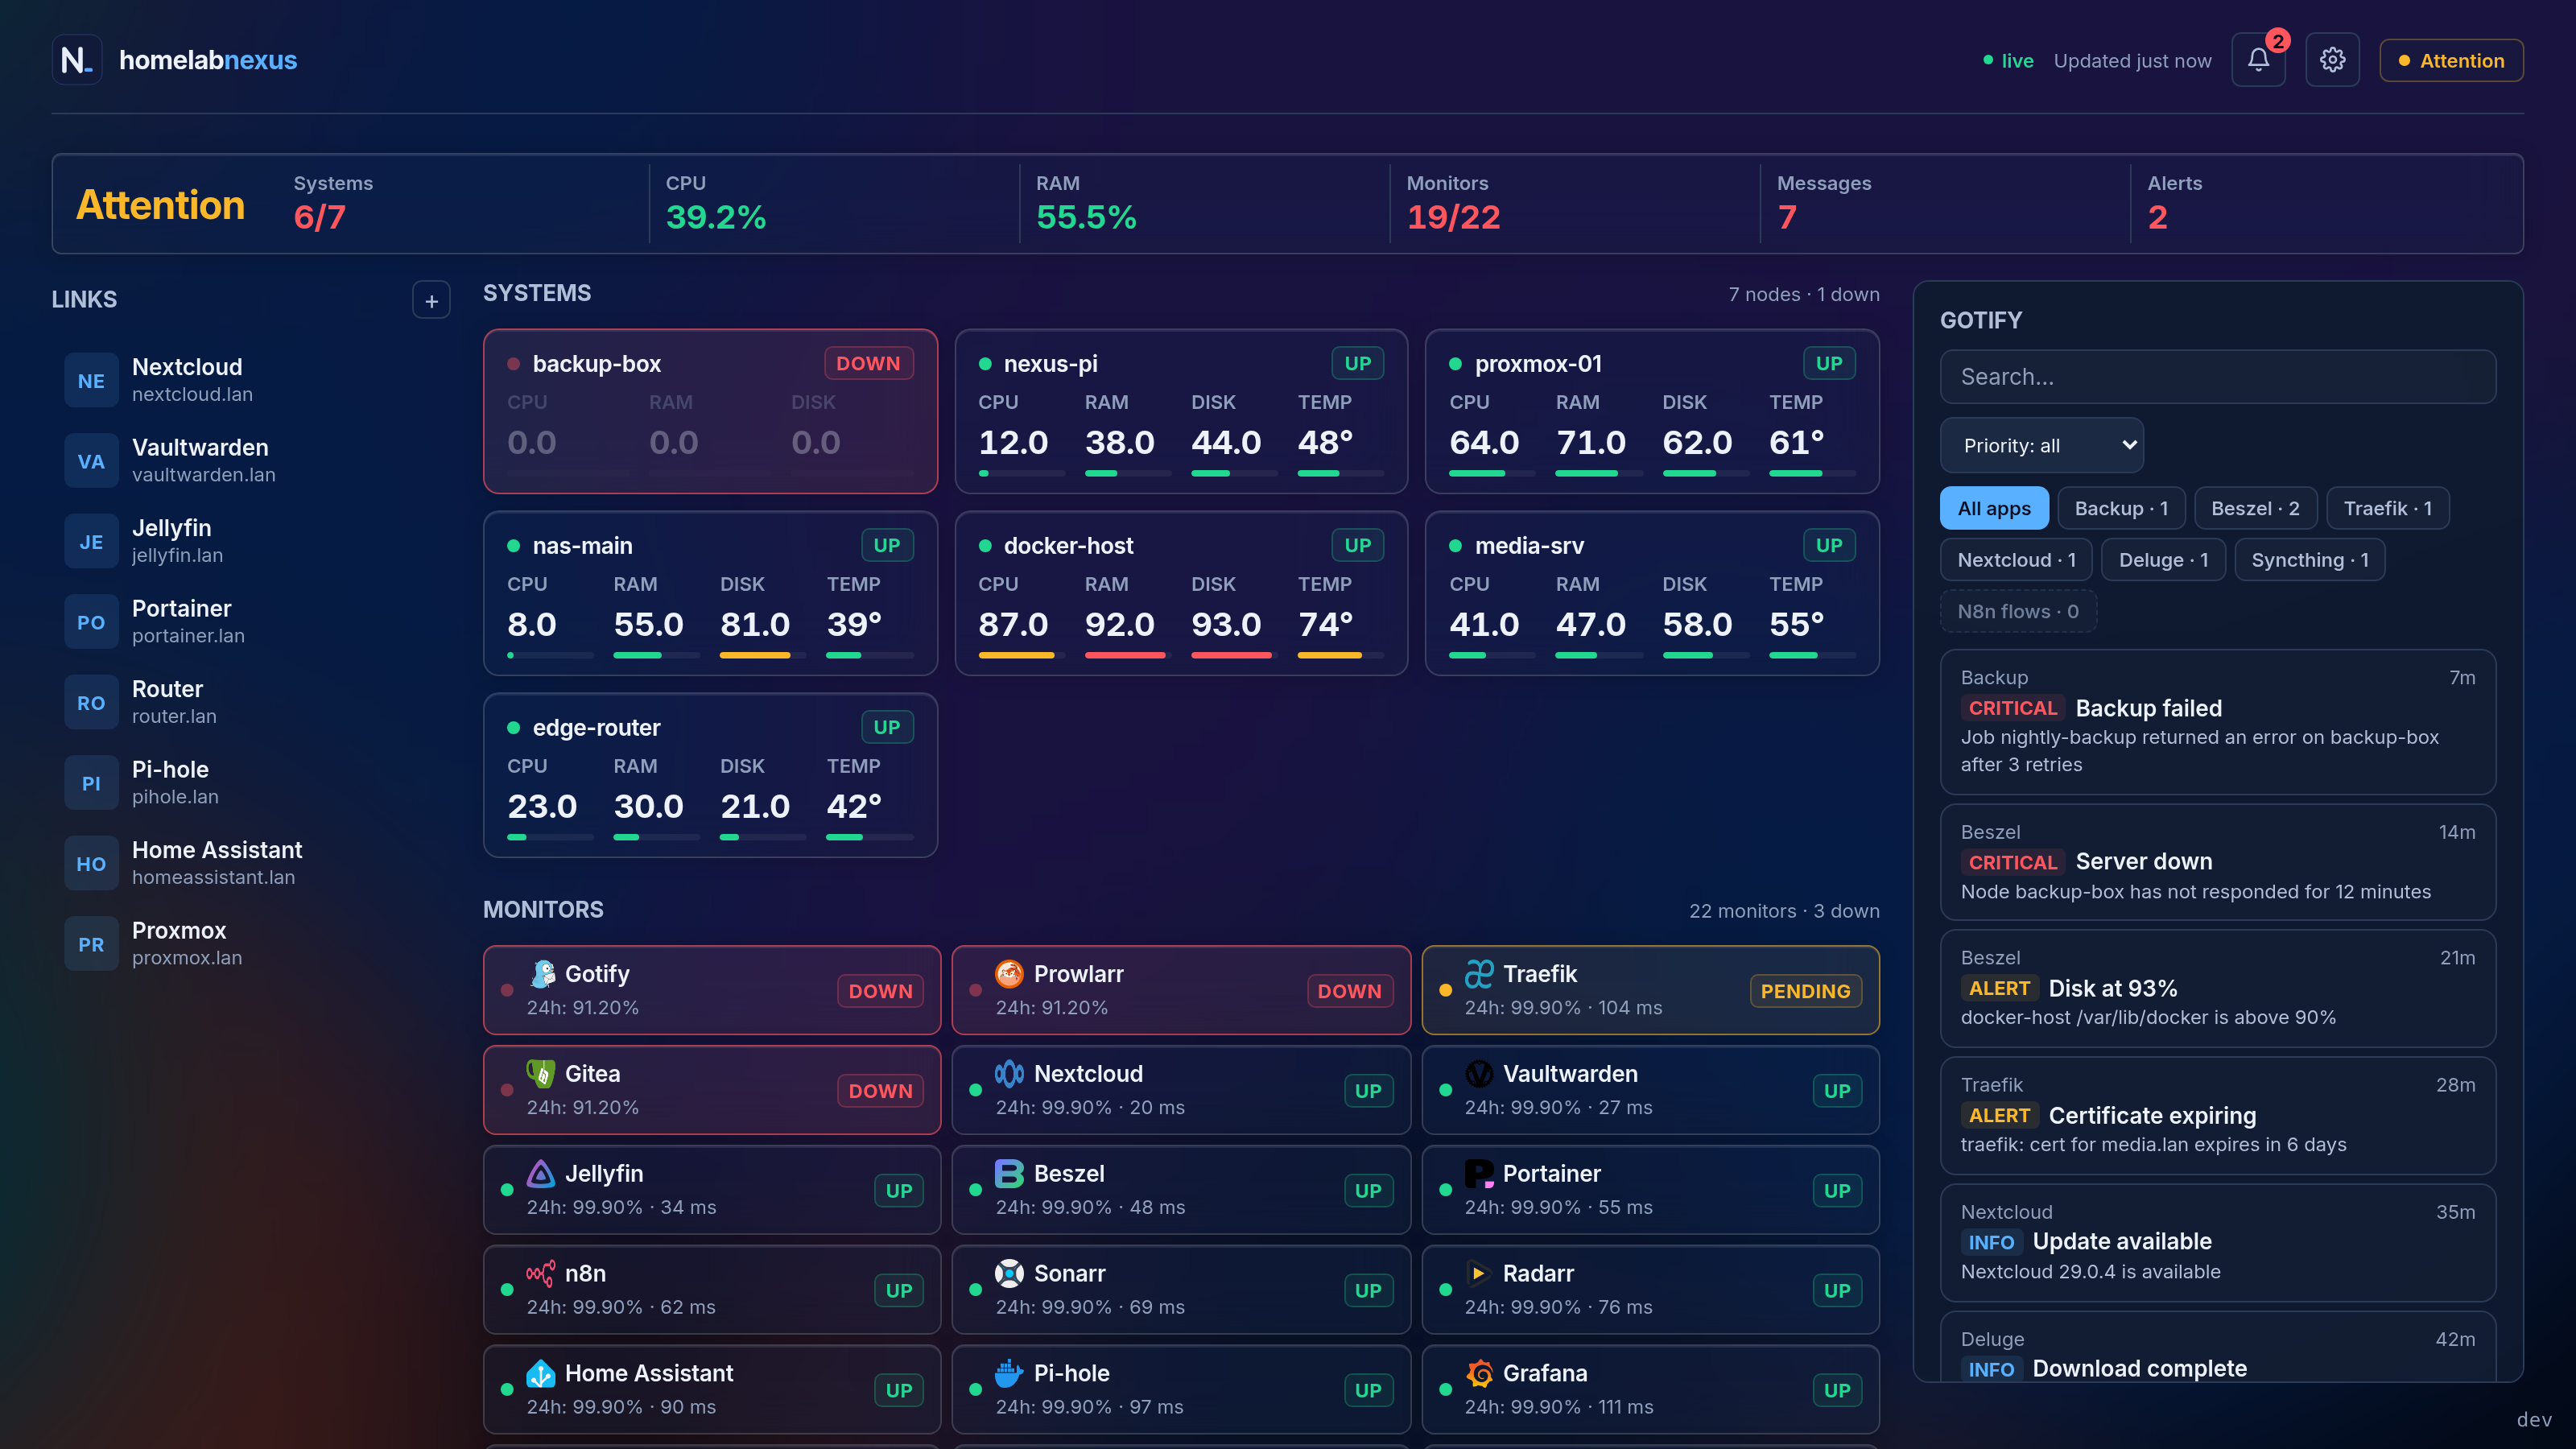 N_ homelabnexus
live Updated just now 2 Attention
Attention
Systems CPU RAM Monitors Messages Alerts
6/7 39.2% 55.5% 19/22 7 2
LINKS +
NE Nextcloud
nextcloud.lan
VA Vaultwarden
vaultwarden.lan
JE Jellyfin
jellyfin.lan
PO Portainer
portainer.lan
RO Router
router.lan
PI Pi-hole
pihole.lan
HO Home Assistant
homeassistant.lan
PR Proxmox
proxmox.lan
SYSTEMS 7 nodes · 1 down
backup-box DOWN
CPU RAM DISK
0.0 0.0 0.0
nexus-pi UP
CPU RAM DISK TEMP
12.0 38.0 44.0 48°
proxmox-01 UP
CPU RAM DISK TEMP
64.0 71.0 62.0 61°
nas-main UP
CPU RAM DISK TEMP
8.0 55.0 81.0 39°
docker-host UP
CPU RAM DISK TEMP
87.0 92.0 93.0 74°
media-srv UP
CPU RAM DISK TEMP
41.0 47.0 58.0 55°
edge-router UP
CPU RAM DISK TEMP
23.0 30.0 21.0 42°
MONITORS 22 monitors · 3 down
Gotify DOWN
24h: 91.20%
Prowlarr DOWN
24h: 91.20%
Traefik PENDING
24h: 99.90% · 104 ms
Gitea DOWN
24h: 91.20%
Nextcloud UP
24h: 99.90% · 20 ms
Vaultwarden UP
24h: 99.90% · 27 ms
Jellyfin UP
24h: 99.90% · 34 ms
Beszel UP
24h: 99.90% · 48 ms
Portainer UP
24h: 99.90% · 55 ms
n8n UP
24h: 99.90% · 62 ms
Sonarr UP
24h: 99.90% · 69 ms
Radarr UP
24h: 99.90% · 76 ms
Home Assistant UP
24h: 99.90% · 90 ms
Pi-hole UP
24h: 99.90% · 97 ms
Grafana UP
24h: 99.90% · 111 ms
GOTIFY
Search...
Priority: all
All apps Backup · 1 Beszel · 2 Traefik · 1
Nextcloud · 1 Deluge · 1 Syncthing · 1
N8n flows · 0
Backup 7m
CRITICAL Backup failed
Job nightly-backup returned an error on backup-box
after 3 retries
Beszel 14m
CRITICAL Server down
Node backup-box has not responded for 12 minutes
Beszel 21m
ALERT Disk at 93%
docker-host /var/lib/docker is above 90%
Traefik 28m
ALERT Certificate expiring
traefik: cert for media.lan expires in 6 days
Nextcloud 35m
INFO Update available
Nextcloud 29.0.4 is available
Deluge 42m
INFO Download complete
dev